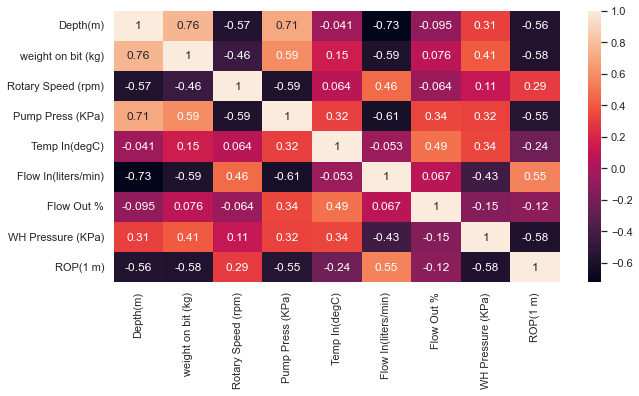 Depth(m) 1 0.76 -0.57 0.71 -0.041 -0.73 -0.095 0.31 -0.56
weight on bit (kg) 0.76 1 -0.46 0.59 0.15 -0.59 0.076 0.41 -0.58
Rotary Speed (rpm) -0.57 -0.46 1 -0.59 0.064 0.46 -0.064 0.11 0.29
Pump Press (KPa) 0.71 0.59 -0.59 1 0.32 -0.61 0.34 0.32 -0.55
Temp In(degC) -0.041 0.15 0.064 0.32 1 -0.053 0.49 0.34 -0.24
Flow In(liters/min) -0.73 -0.59 0.46 -0.61 -0.053 1 0.067 -0.43 0.55
Flow Out % -0.095 0.076 -0.064 0.34 0.49 0.067 1 -0.15 -0.12
WH Pressure (KPa) 0.31 0.41 0.11 0.32 0.34 -0.43 -0.15 1 -0.58
ROP(1 m) -0.56 -0.58 0.29 -0.55 -0.24 0.55 -0.12 -0.58 1
Depth(m)
weight on bit (kg)
Rotary Speed (rpm)
Pump Press (KPa)
Temp In(degC)
Flow In(liters/min)
Flow Out %
WH Pressure (KPa)
ROP(1 m)
1.0
0.8
0.6
0.4
0.2
0.0
-0.2
-0.4
-0.6